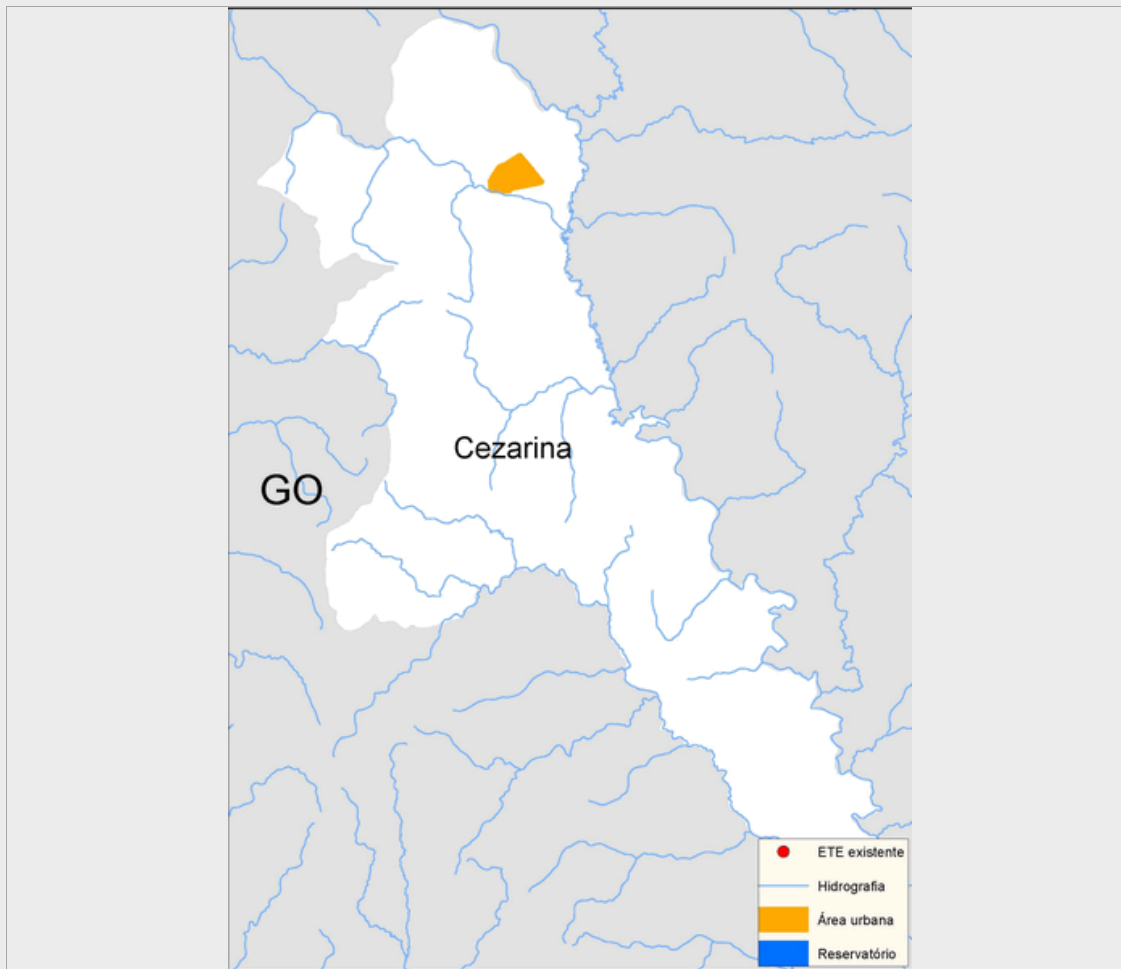 Cezarina
GO
ETE existente
Hidrografia
Área urbana
Reservatório